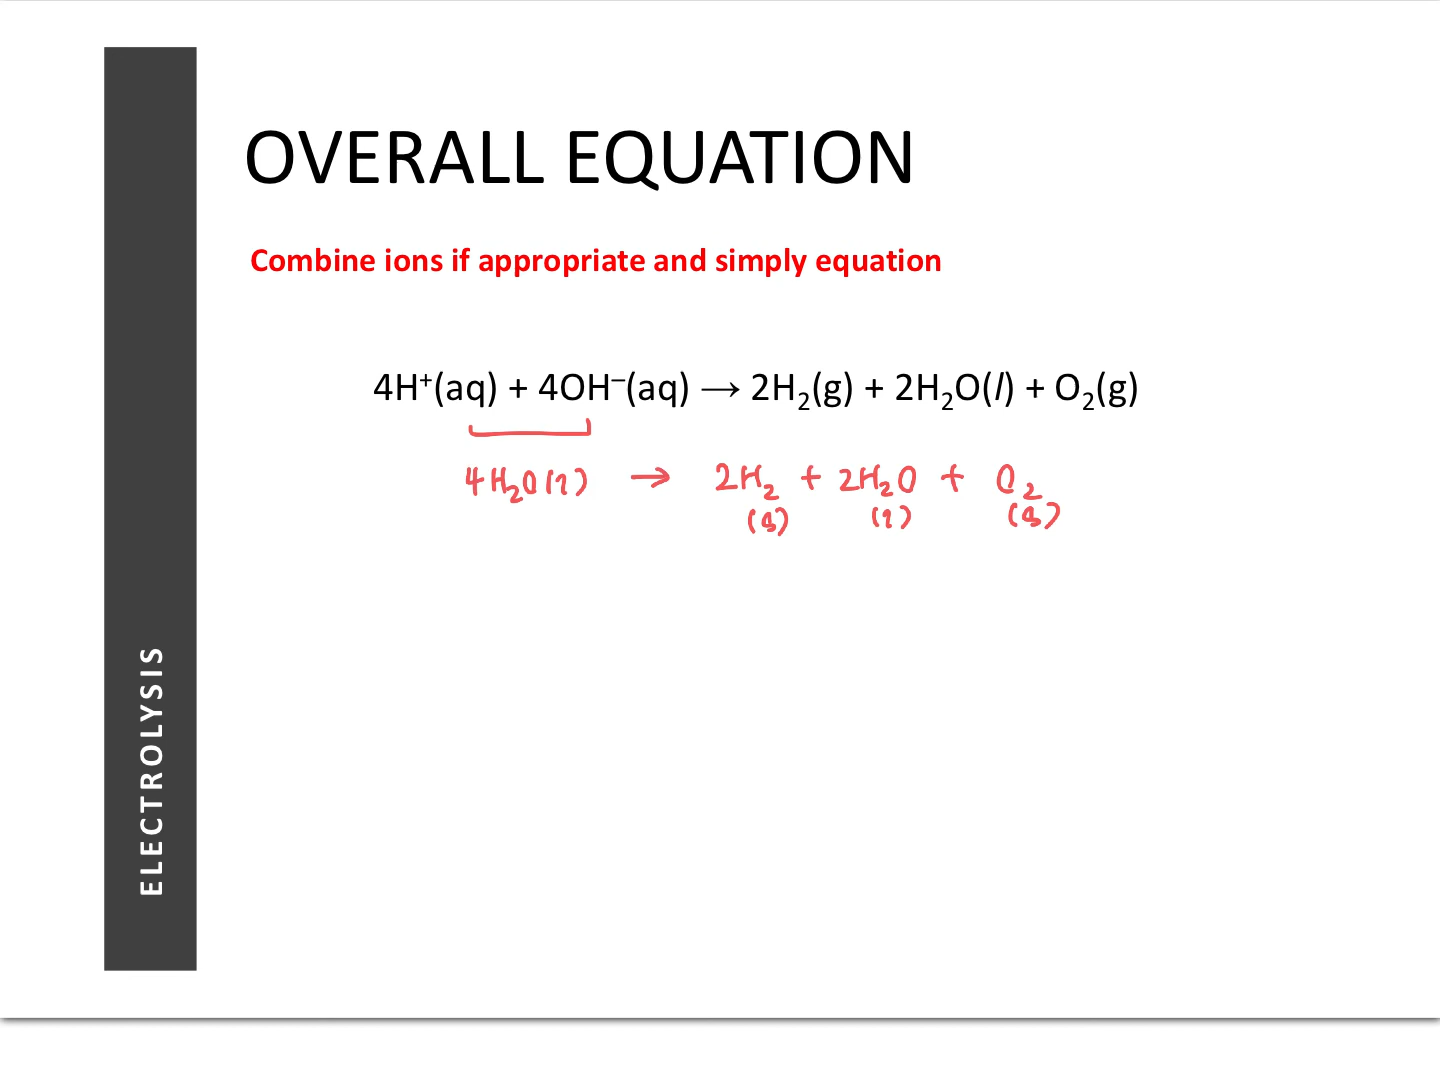 OVERALL EQUATION
Combine ions if appropriate and simply equation
4H⁺(aq) + 4OH⁻(aq) → 2H₂(g) + 2H₂O(l) + O₂(g)
4H₂O(l) → 2H₂ + 2H₂O + O₂
(g) (l) (g)
ELECTROLYSIS